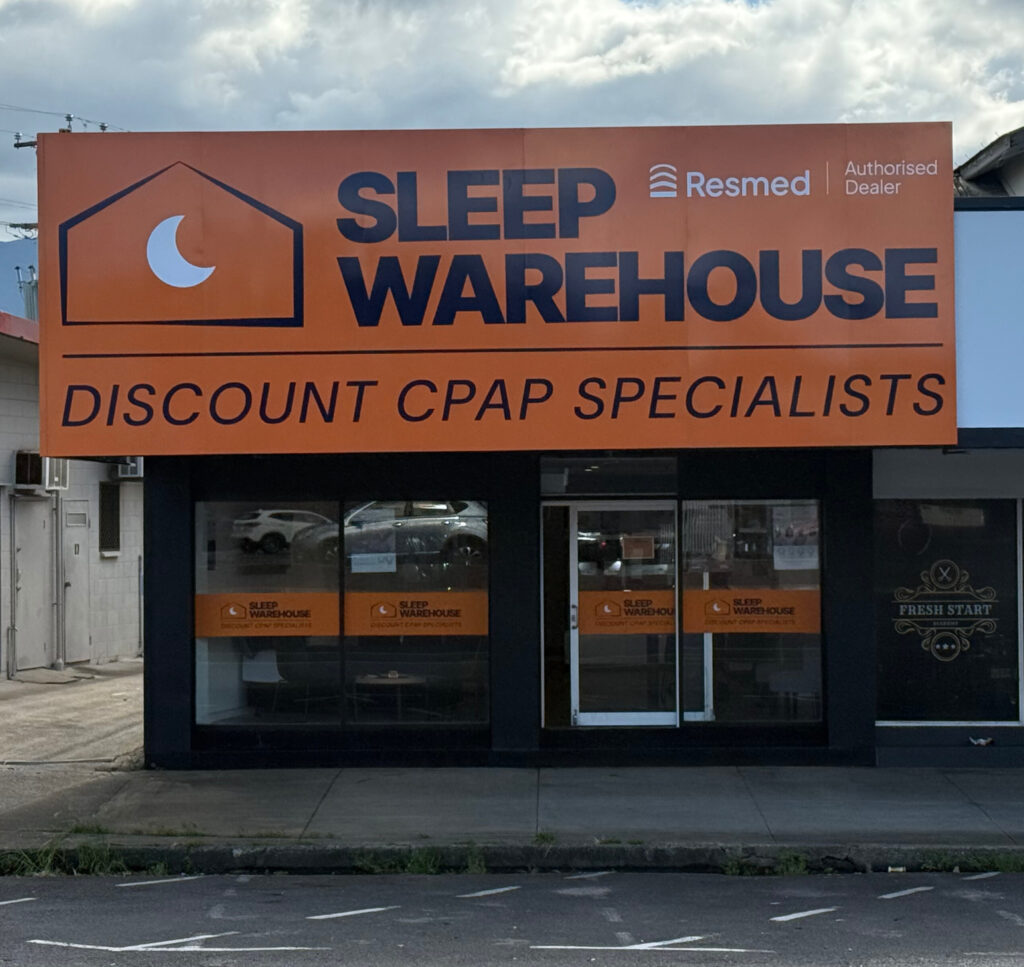 SLEEP
WAREHOUSE
Resmed
Authorised
Dealer
DISCOUNT CPAP SPECIALISTS
SLEEP
WAREHOUSE
DISCOUNT CPAP SPECIALISTS
SLEEP
WAREHOUSE
DISCOUNT CPAP SPECIALISTS
SLEEP
WAREHOUSE
DISCOUNT CPAP SPECIALISTS
SLEEP
WAREHOUSE
DISCOUNT CPAP SPECIALISTS
FRESH START